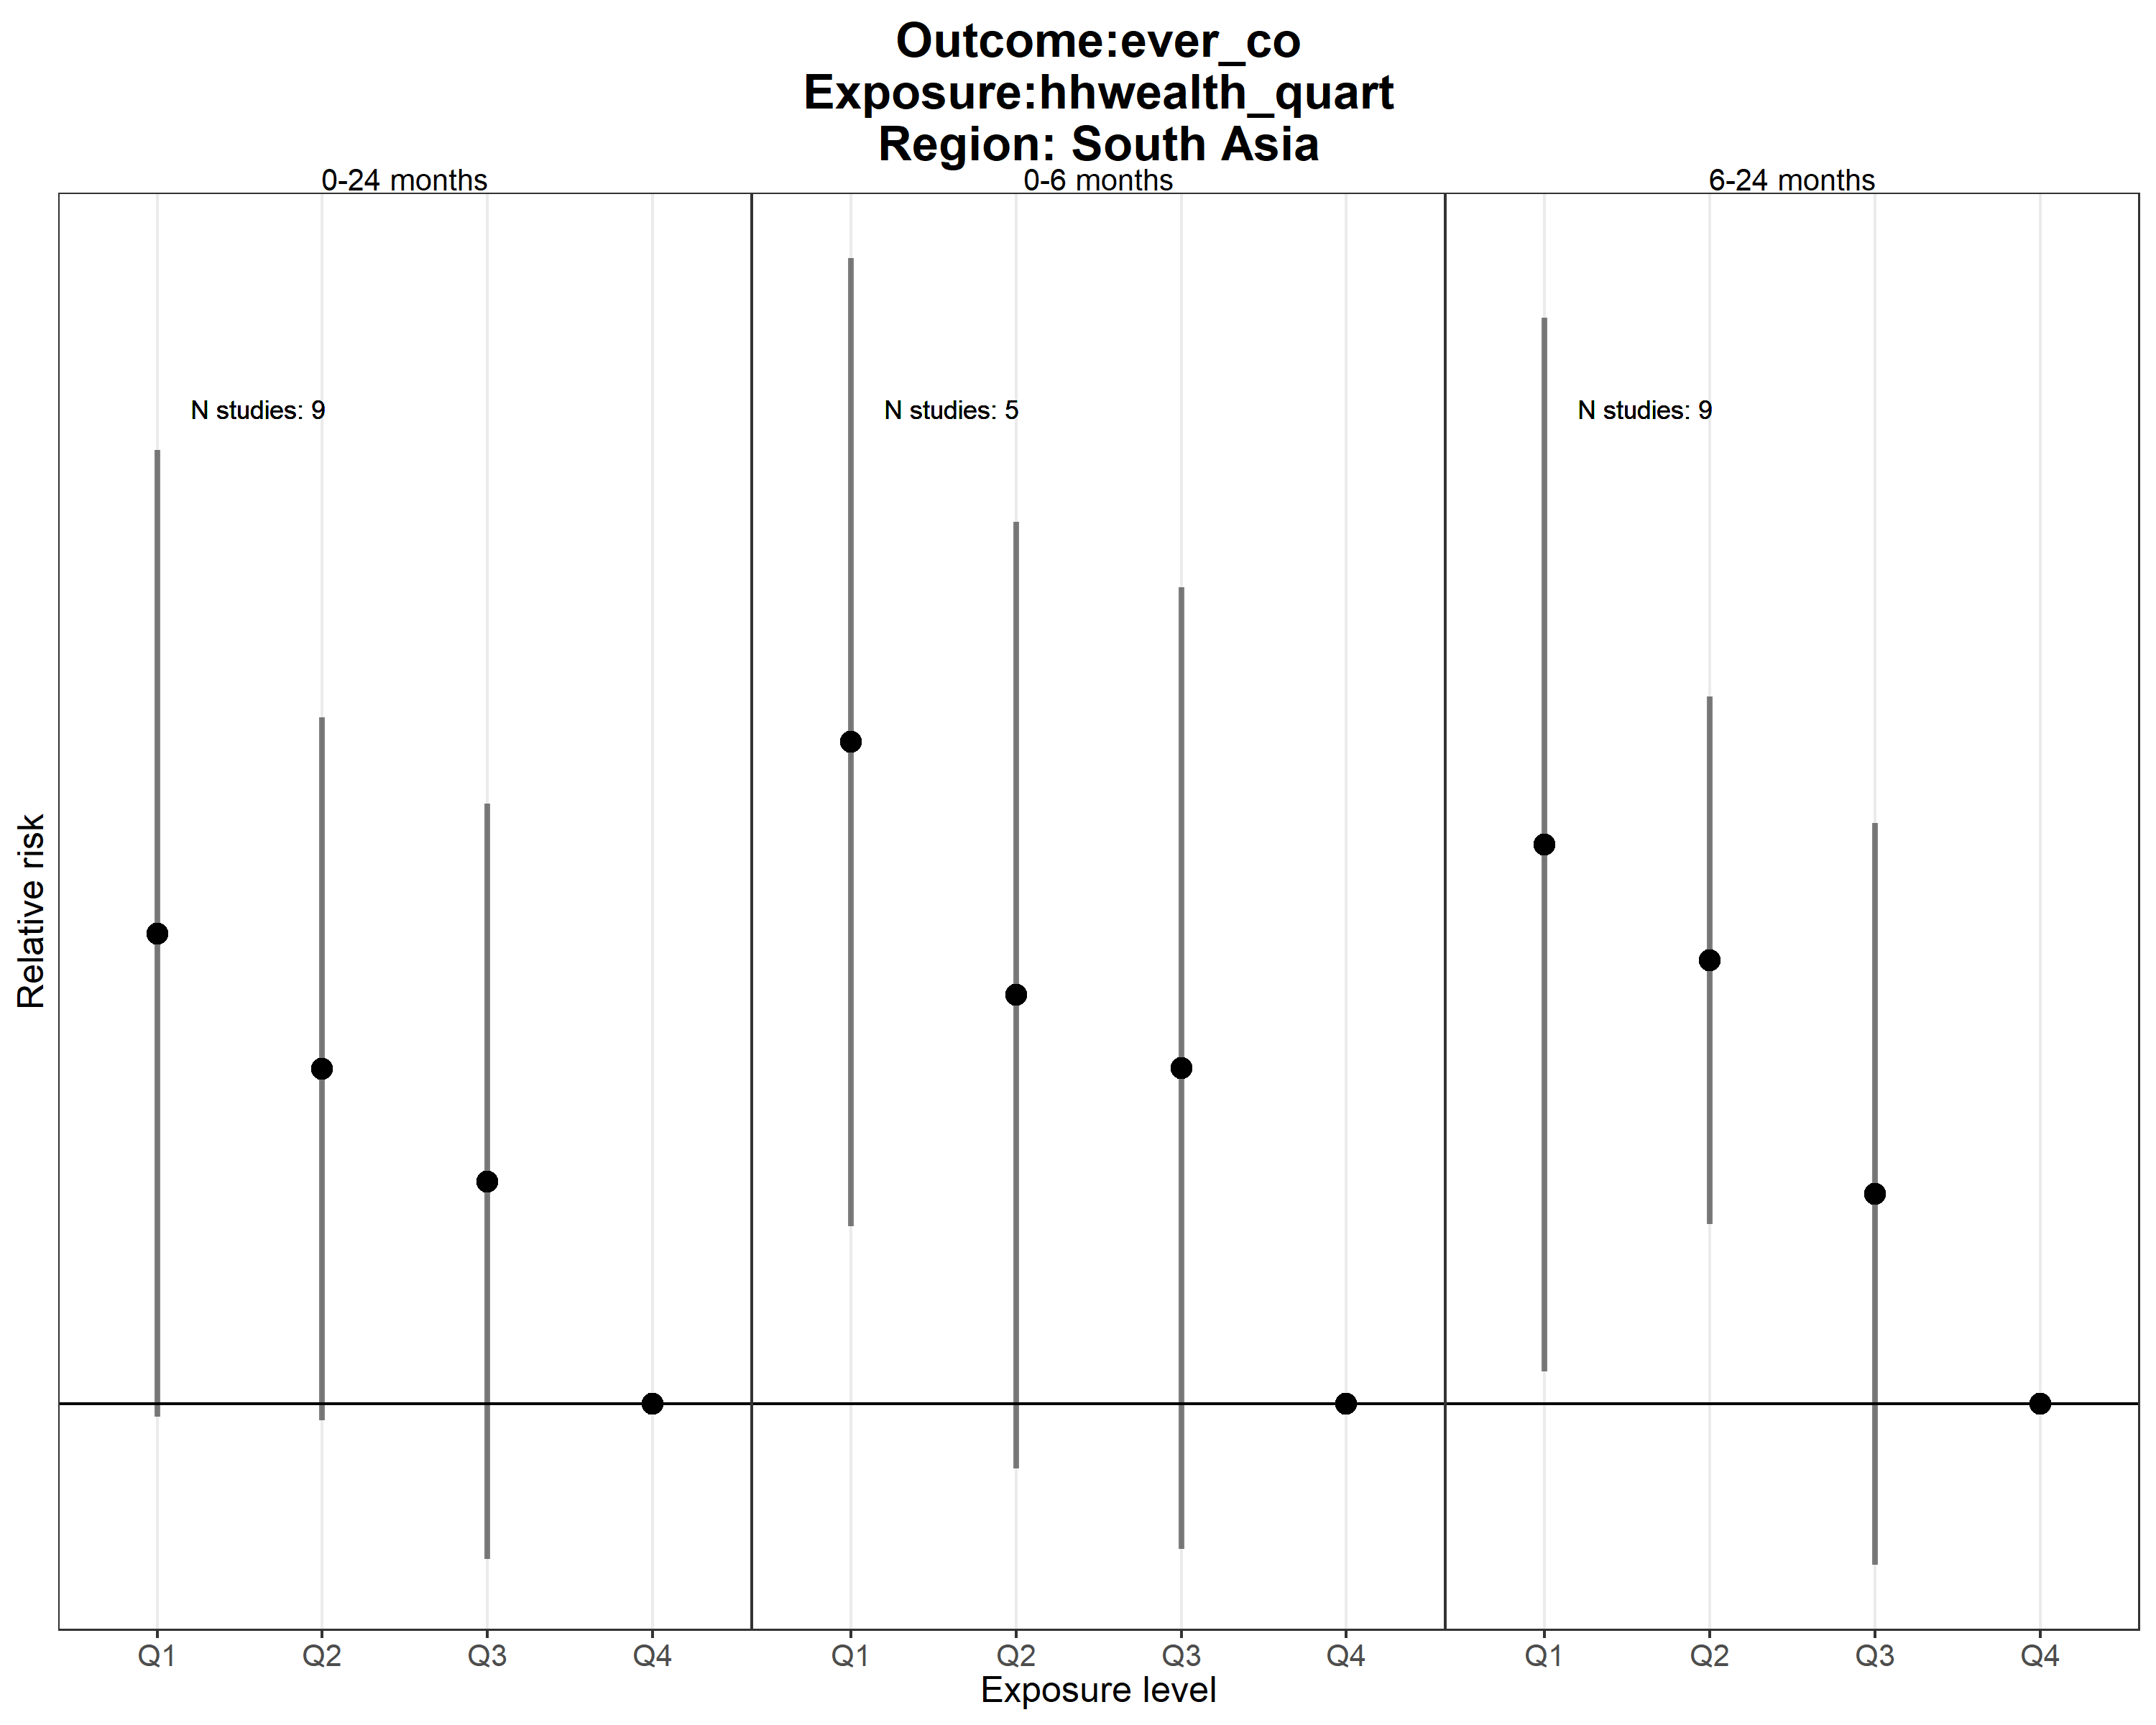 Outcome:ever_co
Exposure:hhwealth_quart
Region: South Asia
0-24 months
0-6 months
6-24 months
N studies: 9
N studies: 5
N studies: 9
Relative risk
Q1 Q2 Q3 Q4
Q1 Q2 Q3 Q4
Q1 Q2 Q3 Q4
Exposure level